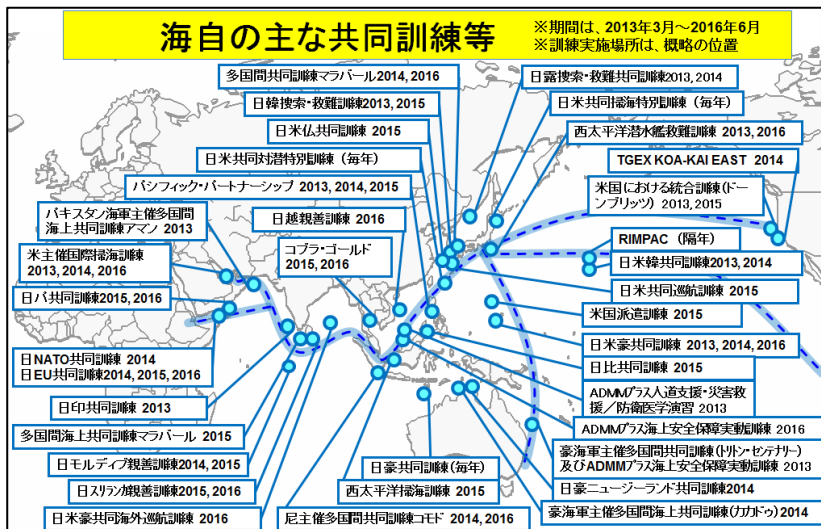 海自の主な共同訓練等
※期間は、2013年3月～2016年6月
※訓練実施場所は、概略の位置
多国間共同訓練マラバール2014, 2016
日韓捜索・救難訓練2013, 2015
日米仏共同訓練 2015
日米共同対潜特別訓練（毎年）
パシフィック・パートナーシップ 2013, 2014, 2015
パキスタン海軍主催多国間
海上共同訓練アマン 2013
日越親善訓練 2016
米主催国際掃海訓練
2013, 2014, 2016
コブラ・ゴールド
2015, 2016
日パ共同訓練2015, 2016
日NATO共同訓練 2014
日EU共同訓練2014, 2015, 2016
日印共同訓練 2013
多国間海上共同訓練マラバール 2015
日モルディブ親善訓練2014, 2015
日スリランカ親善訓練2015, 2016
日米豪共同海外巡航訓練 2016
日露捜索・救難共同訓練2013, 2014
日米共同掃海特別訓練（毎年）
西太平洋潜水艦救難訓練 2013, 2016
TGEX KOA-KAI EAST 2014
米国における統合訓練（ドー
ンブリッツ） 2013, 2015
RIMPAC （隔年）
日米韓共同訓練2013, 2014
日米共同巡航訓練 2015
米国派遣訓練 2015
日米豪共同訓練 2013, 2014, 2016
日比共同訓練 2015
ADMMプラス人道支援・災害救
援／防衛医学演習 2013
ADMMプラス海上安全保障実動訓練 2016
豪海軍主催多国間共同訓練（トリトン・センテナリー）
及びADMMプラス海上安全保障実動訓練 2013
日豪共同訓練（毎年）
日豪ニュージーランド共同訓練2014
西太平洋掃海訓練 2015
豪海軍主催多国間海上共同訓練（カカドゥ） 2014
尼主催多国間共同訓練コモド 2014, 2016